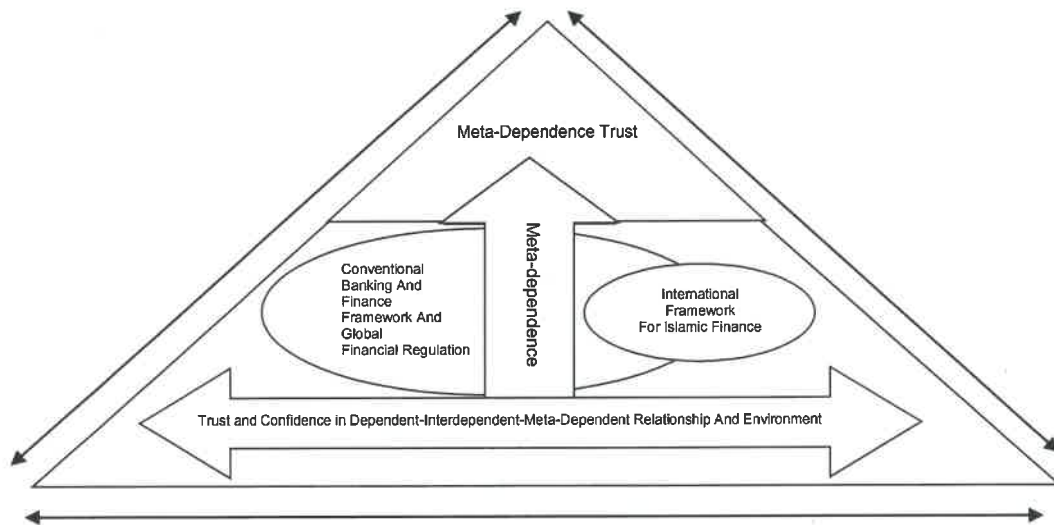 Meta-Dependence Trust
Meta-dependence
Conventional
Banking And
Finance
Framework And
Global
Financial Regulation
International
Framework
For Islamic Finance
Trust and Confidence in Dependent-Interdependent-Meta-Dependent Relationship And Environment